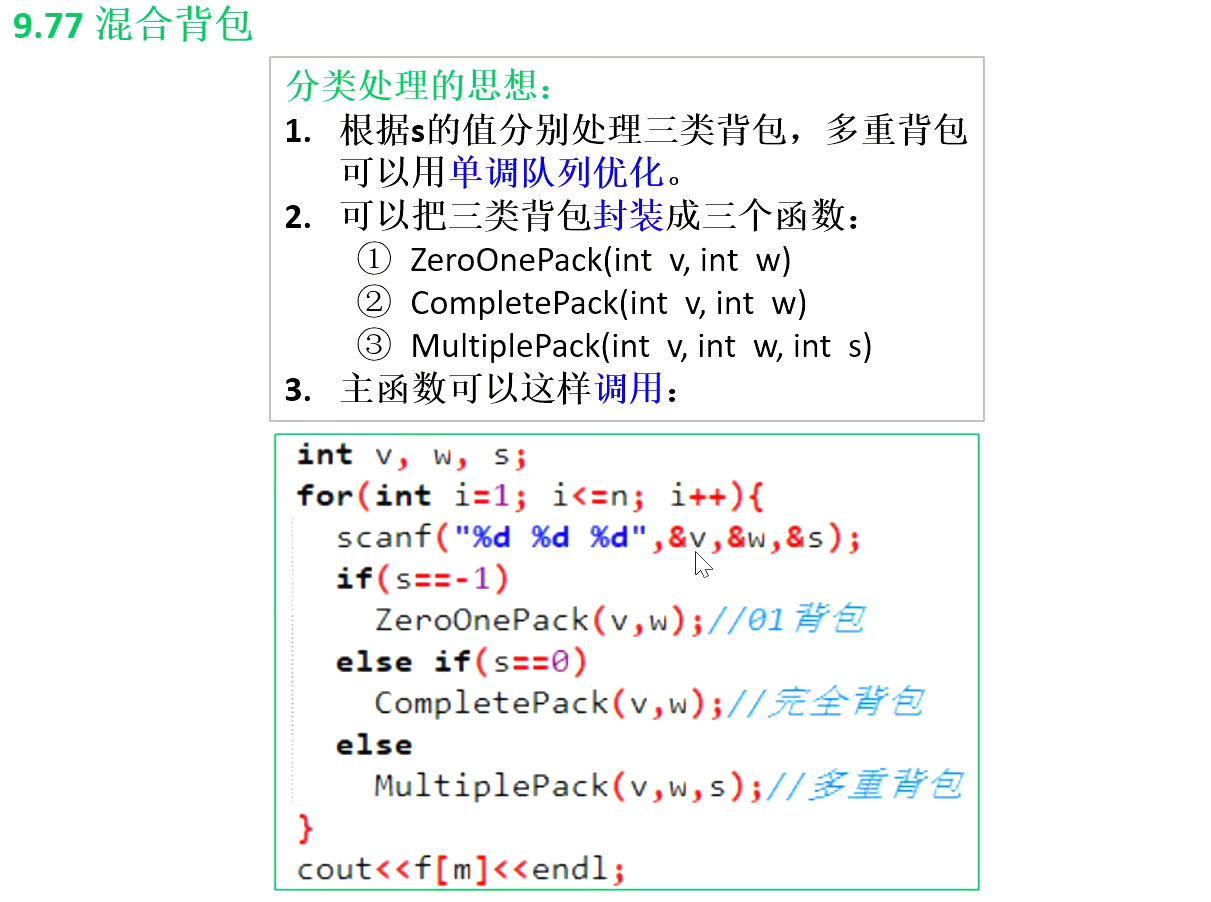 9.77 混合背包
分类处理的思想：
1. 根据s的值分别处理三类背包，多重背包
可以用单调队列优化。
2. 可以把三类背包封装成三个函数：
① ZeroOnePack(int v, int w)
② CompletePack(int v, int w)
③ MultiplePack(int v, int w, int s)
3. 主函数可以这样调用：
int v, w, s;
for(int i=1; i<=n; i++){
scanf("%d %d %d",&v,&w,&s);
if(s==-1)
ZeroOnePack(v,w);//01背包
else if(s==0)
CompletePack(v,w);//完全背包
else
MultiplePack(v,w,s);//多重背包
}
cout<<f[m]<<endl;